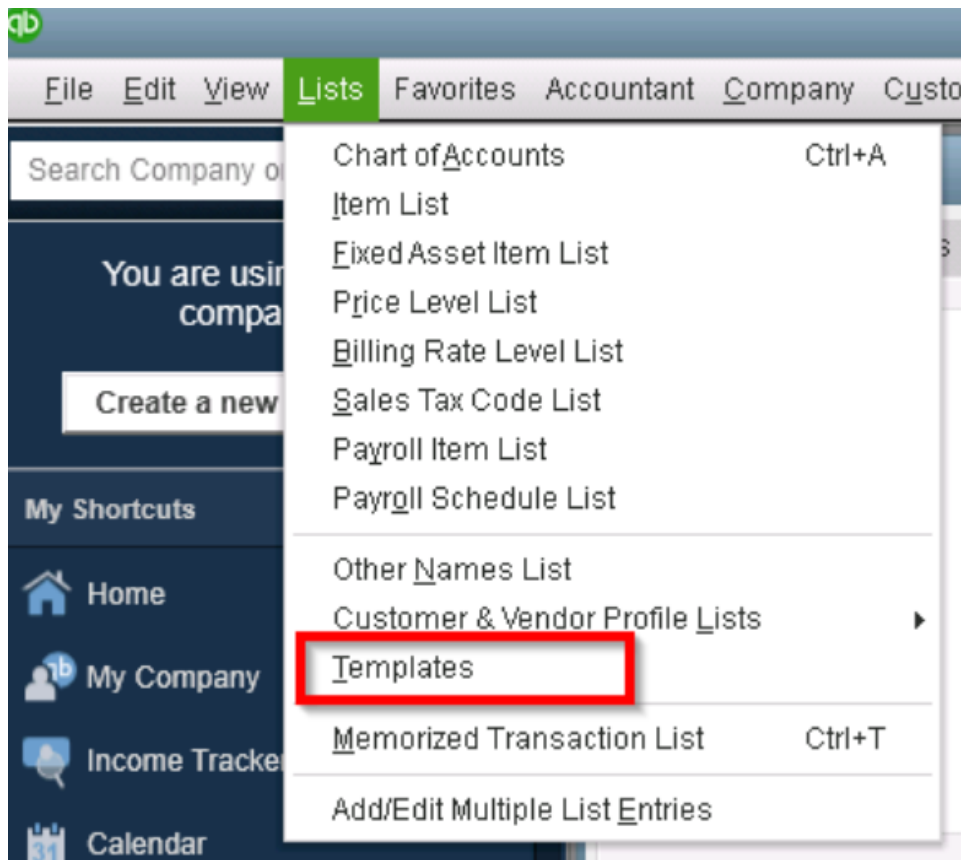 qb
File Edit View Lists Favorites Accountant Company Custo
Search Company o
You are usin
compa
Create a new
My Shortcuts
Home
My Company
Income Tracke
31 Calendar
Chart of Accounts Ctrl+A
Item List
Fixed Asset Item List
Price Level List
Billing Rate Level List
Sales Tax Code List
Payroll Item List
Payroll Schedule List
Other Names List
Customer & Vendor Profile Lists
Templates
Memorized Transaction List Ctrl+T
Add/Edit Multiple List Entries